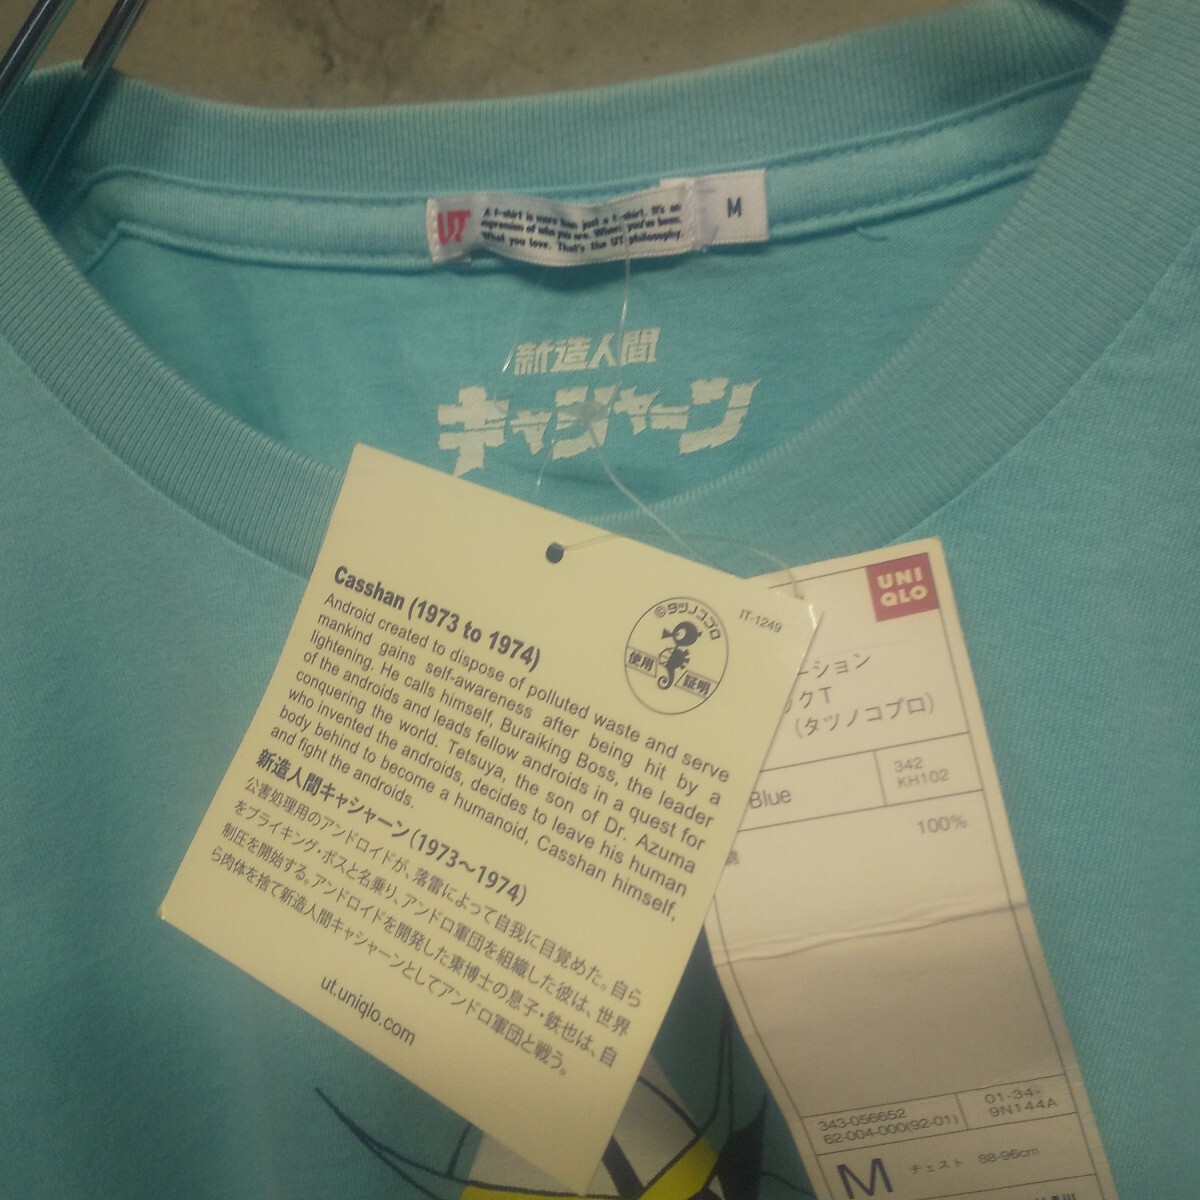 UT
A t-shirt is more than just a t-shirt. It's an
expression of who you are. Where you've been.
What you love. That's the UT philosophy.
M
新造人間
キャシャーン
Casshan (1973 to 1974)
Android created to dispose of polluted waste and serve
mankind gains self-awareness after being hit by a
lightening. He calls himself, Buraiking Boss, the leader
of the androids and leads fellow androids in a quest for
conquering the world. Tetsuya, the son of Dr. Azuma
who invented the androids, decides to leave his human
body behind to become a humanoid, Casshan himself,
and fight the androids.
新造人間キャシャーン(1973〜1974)
公害処理用のアンドロイドが、落雷によって自我に目覚めた。自ら
をブライキング・ボスと名乗り、アンドロ軍団を組織した彼は、世界
制圧を開始する。アンドロイドを開発した東博士の息子・鉄也は、自
ら肉体を捨て新造人間キャシャーンとしてアンドロ軍団と戦う。
ut.uniqlo.com
©タツノコプロ
使用
証明
IT-1249
UNI
QLO
ーション
クT
(タツノコプロ)
Blue
342
KH102
100%
343-056652
62-004-000(92-01)
01-34-
9N144A
M
チェスト 88-96cm